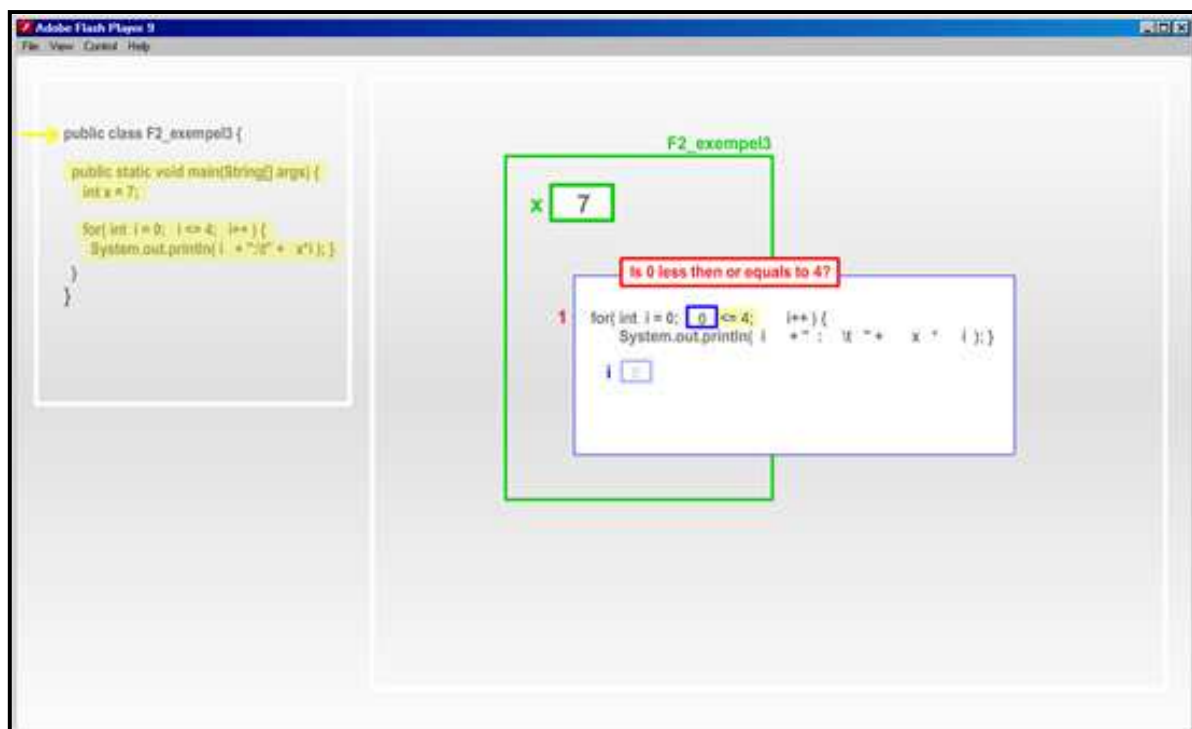 Adobe Flash Player 9
File View Control Help
public class F2_exempel3 {
public static void main(String[] args) {
int x = 7;
for( int i = 0; i <= 4; i++ ) {
System.out.println( i + ":\t" + x*i ); }
}
}
F2_exempel3
x 7
Is 0 less then or equals to 4?
1 for( int i = 0; 0 <= 4; i++ ) {
System.out.println( i + " : \t " + x * i ); }
i 0